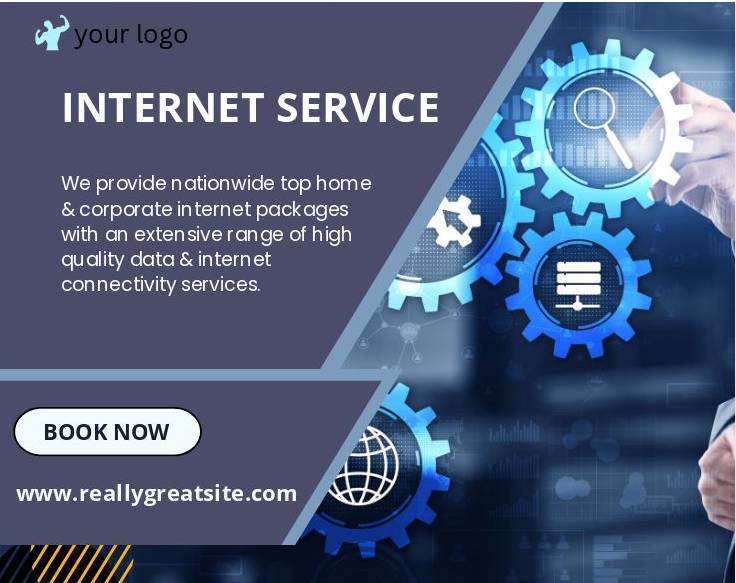 your logo
INTERNET SERVICE
We provide nationwide top home
& corporate internet packages
with an extensive range of high
quality data & internet
connectivity services.
BOOK NOW
www.reallygreatsite.com